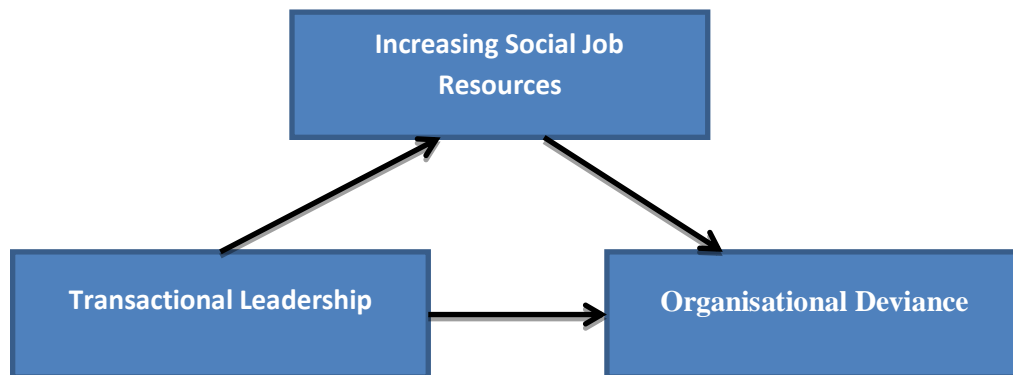 Increasing Social Job
Resources
Transactional Leadership
Organisational Deviance